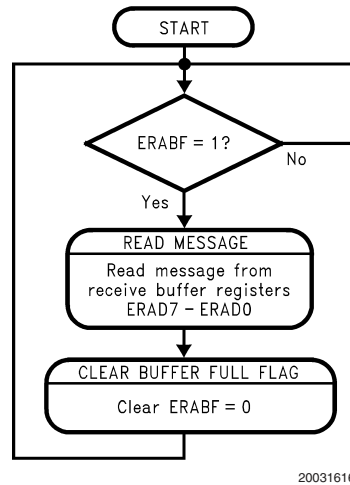 START
ERABF = 1?
No
Yes
READ MESSAGE
Read message from
receive buffer registers
ERAD7 – ERAD0
CLEAR BUFFER FULL FLAG
Clear ERABF = 0